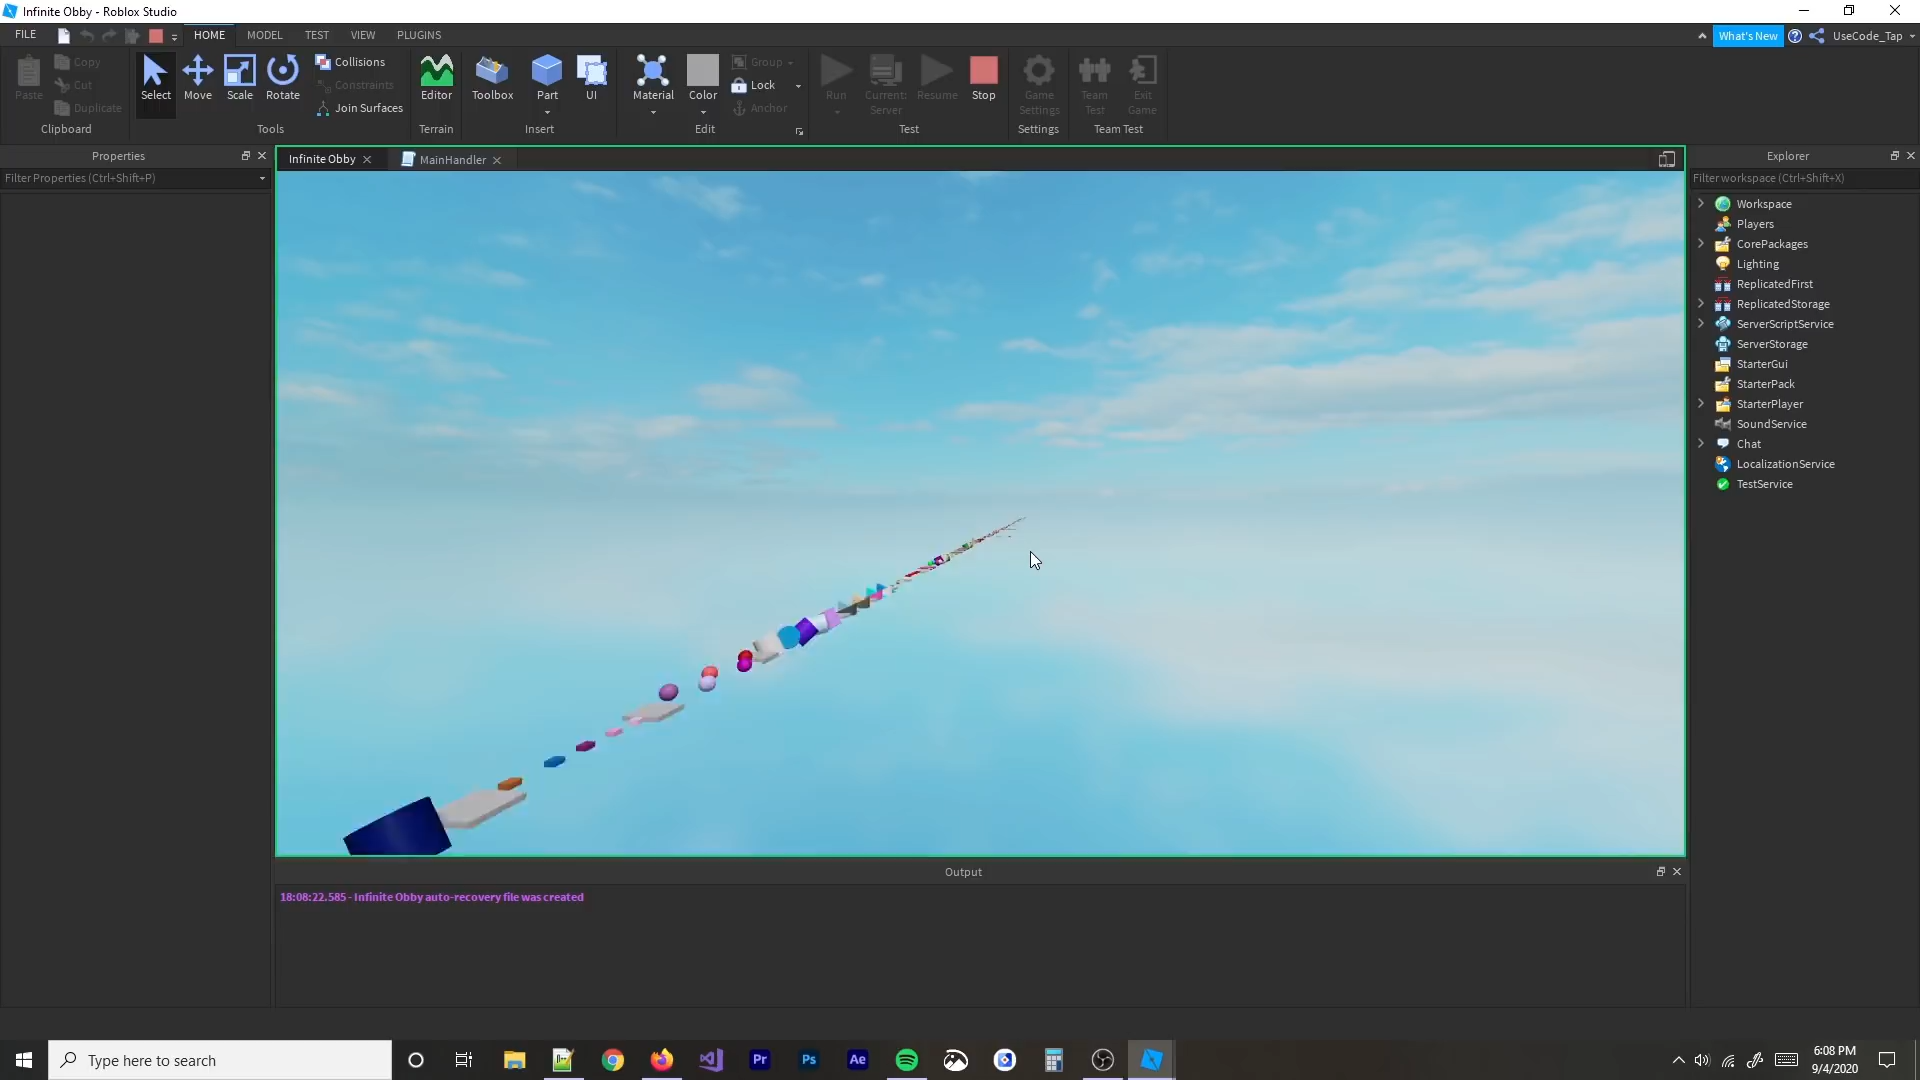 Infinite Obby - Roblox Studio
FILE HOME MODEL TEST VIEW PLUGINS What's New UseCode_Tap
Paste Copy Cut Duplicate
Clipboard
Select Move Scale Rotate Collisions Constraints Join Surfaces
Tools
Editor
Terrain
Toolbox Part UI
Insert
Material Color Group Lock Anchor
Edit
Run Current: Server Resume Stop
Test
Game Settings
Settings
Team Test Exit Game
Team Test
Properties
Filter Properties (Ctrl+Shift+P)
Infinite Obby MainHandler
Explorer
Filter workspace (Ctrl+Shift+X)
Workspace
Players
CorePackages
Lighting
ReplicatedFirst
ReplicatedStorage
ServerScriptService
ServerStorage
StarterGui
StarterPack
StarterPlayer
SoundService
Chat
LocalizationService
TestService
Output
18:08:22.585 - Infinite Obby auto-recovery file was created
Type here to search
Pr Ps Ae
6:08 PM
9/4/2020